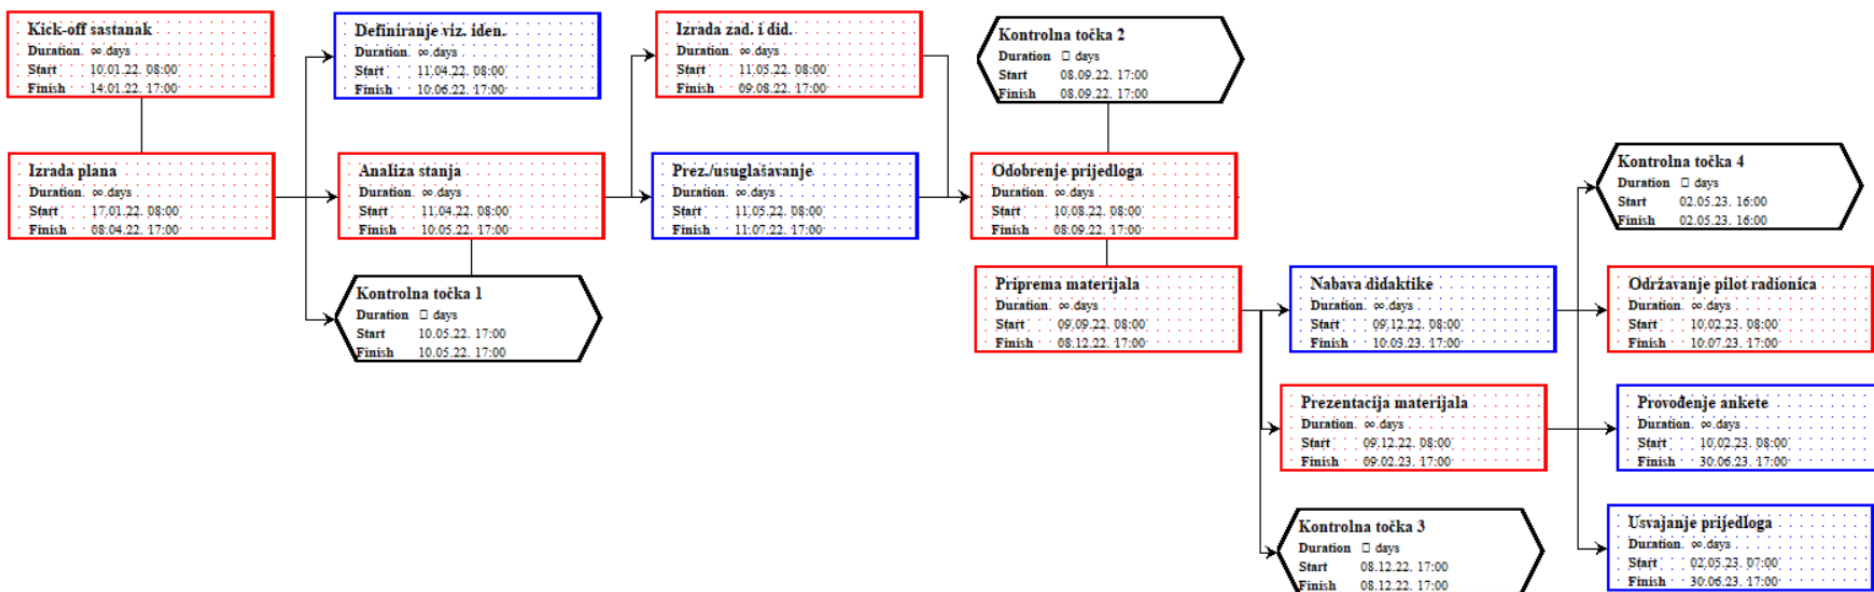 Kick-off sastanak
Duration ∞ days
Start 10.01.22. 08:00
Finish 14.01.22. 17:00
Izrada plana
Duration ∞ days
Start 17.01.22. 08:00
Finish 08.04.22. 17:00
Definiranje viz. iden.
Duration ∞ days
Start 11.04.22. 08:00
Finish 10.06.22. 17:00
Analiza stanja
Duration ∞ days
Start 11.04.22. 08:00
Finish 10.05.22. 17:00
Kontrolna točka 1
Duration □ days
Start 10.05.22. 17:00
Finish 10.05.22. 17:00
Izrada zad. i did.
Duration ∞ days
Start 11.05.22. 08:00
Finish 09.08.22. 17:00
Prez./usuglašavanje
Duration ∞ days
Start 11.05.22. 08:00
Finish 11.07.22. 17:00
Kontrolna točka 2
Duration □ days
Start 08.09.22. 17:00
Finish 08.09.22. 17:00
Odobrenje prijedloga
Duration ∞ days
Start 10.08.22. 08:00
Finish 08.09.22. 17:00
Priprema materijala
Duration ∞ days
Start 09.09.22. 08:00
Finish 08.12.22. 17:00
Nabava didaktike
Duration ∞ days
Start 09.12.22. 08:00
Finish 10.03.23. 17:00
Prezentacija materijala
Duration ∞ days
Start 09.12.22. 08:00
Finish 09.02.23. 17:00
Kontrolna točka 3
Duration □ days
Start 08.12.22. 17:00
Finish 08.12.22. 17:00
Kontrolna točka 4
Duration □ days
Start 02.05.23. 16:00
Finish 02.05.23. 16:00
Održavanje pilot radionica
Duration ∞ days
Start 10.02.23. 08:00
Finish 10.07.23. 17:00
Provođenje ankete
Duration ∞ days
Start 10.02.23. 08:00
Finish 30.06.23. 17:00
Usvajanje prijedloga
Duration ∞ days
Start 02.05.23. 07:00
Finish 30.06.23. 17:00